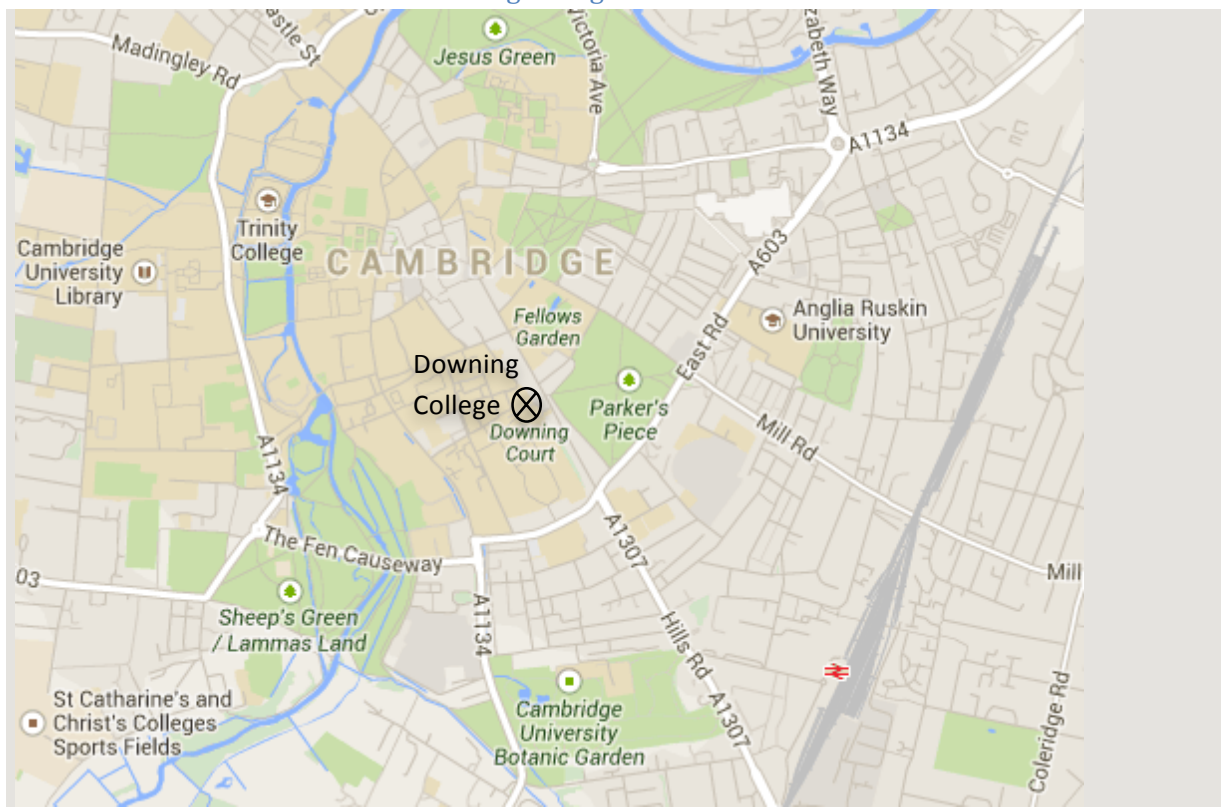 Madingley Rd
astle St
Jesus Green
Victoria Ave
zabeth Way
A1134
Trinity
College
Cambridge
University
Library
CAMBRIDGE
A603
Fellows
Garden
Anglia Ruskin
University
East Rd
Downing
College
Parker's
Piece
Downing
Court
Mill Rd
A1134
The Fen Causeway
A1307
03
Mill
Sheep's Green
/ Lammas Land
A1134
Hills Rd
A1307
St Catharine's and
Christ's Colleges
Sports Fields
Cambridge
University
Botanic Garden
Coleridge Rd